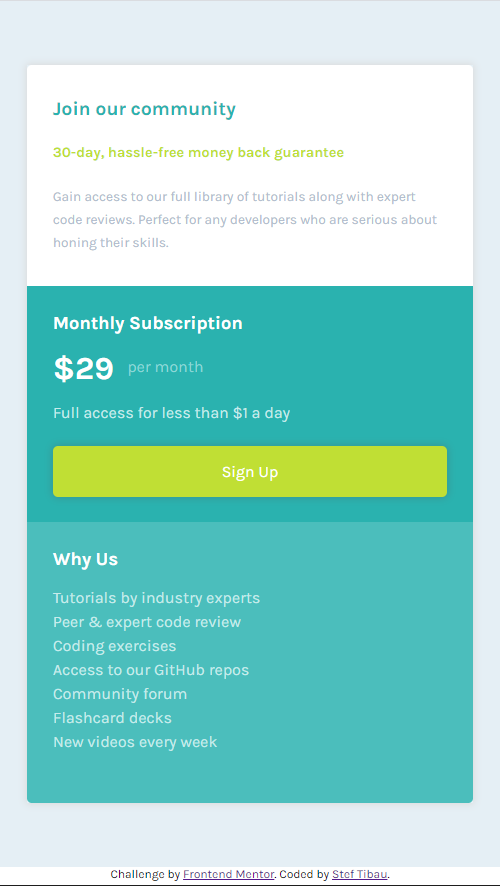 Join our community
30-day, hassle-free money back guarantee
Gain access to our full library of tutorials along with expert
code reviews. Perfect for any developers who are serious about
honing their skills.
Monthly Subscription
$29 per month
Full access for less than $1 a day
Sign Up
Why Us
Tutorials by industry experts
Peer & expert code review
Coding exercises
Access to our GitHub repos
Community forum
Flashcard decks
New videos every week
Challenge by Frontend Mentor. Coded by Stef Tibau.